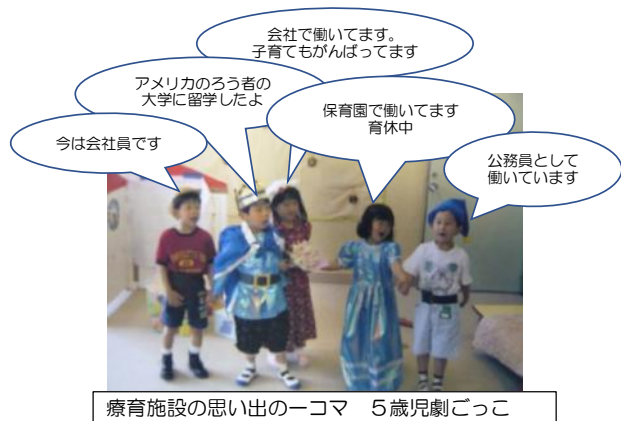 会社で働いてます。
子育てもがんばってます
アメリカのろう者の
大学に留学したよ
保育園で働いてます
育休中
今は会社員です
公務員として
働いています
療育施設の思い出の一コマ　５歳児劇ごっこ